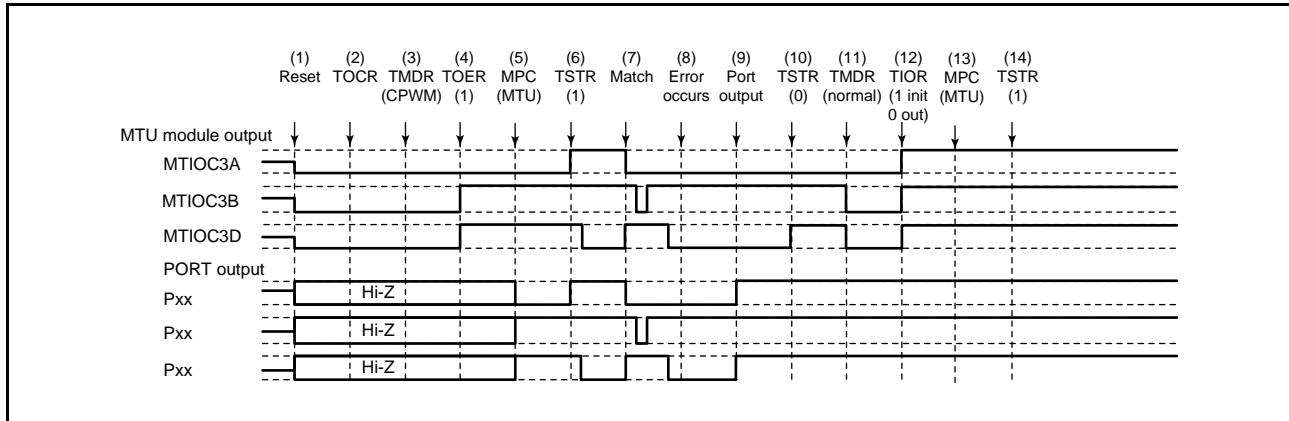 (1) (2) (3) (4) (5) (6) (7) (8) (9) (10) (11) (12) (13) (14)
Reset TOCR TMDR TOER MPC TSTR Match Error Port TSTR TMDR TIOR MPC TSTR
(CPWM) (1) (MTU) (1) occurs output (0) (normal) (1 init (MTU) (1)
0 out)
MTU module output
MTIOC3A
MTIOC3B
MTIOC3D
PORT output
Pxx Hi-Z
Pxx Hi-Z
Pxx Hi-Z